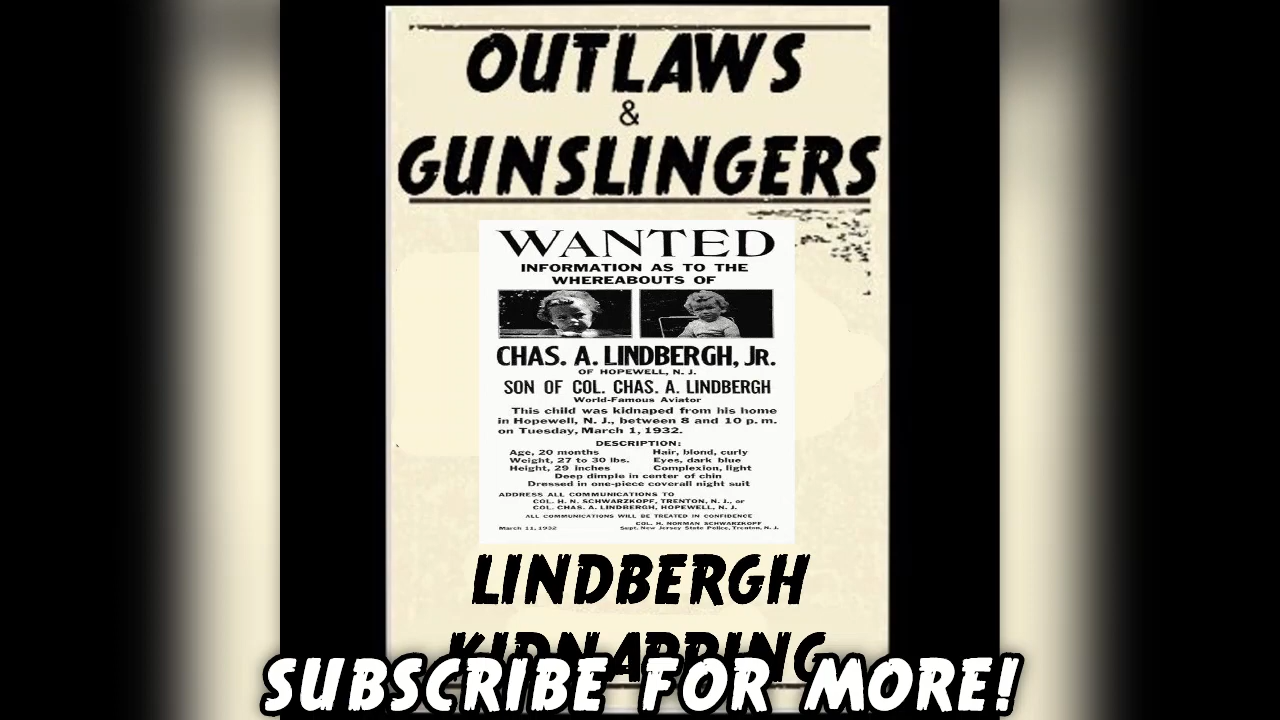 OUTLAWS
&
GUNSLINGERS
WANTED
INFORMATION AS TO THE
WHEREABOUTS OF
CHAS. A. LINDBERGH, JR.
OF HOPEWELL, N. J.
SON OF COL. CHAS. A. LINDBERGH
World-Famous Aviator
This child was kidnaped from his home
in Hopewell, N. J., between 8 and 10 p. m.
on Tuesday, March 1, 1932.
DESCRIPTION:
Age, 20 months Hair, blond, curly
Weight, 27 to 30 lbs. Eyes, dark blue
Height, 29 inches Complexion, light
Deep dimple in center of chin
Dressed in one-piece coverall night suit
ADDRESS ALL COMMUNICATIONS TO
COL. H. N. SCHWARZKOPF, TRENTON, N. J., or
COL. CHAS. A. LINDBERGH, HOPEWELL, N. J.
ALL COMMUNICATIONS WILL BE TREATED IN CONFIDENCE
COL. H. NORMAN SCHWARZKOPF
March 11, 1932 Supt. New Jersey State Police, Trenton, N. J.
LINDBERGH
KIDNAPPING
SUBSCRIBE FOR MORE!